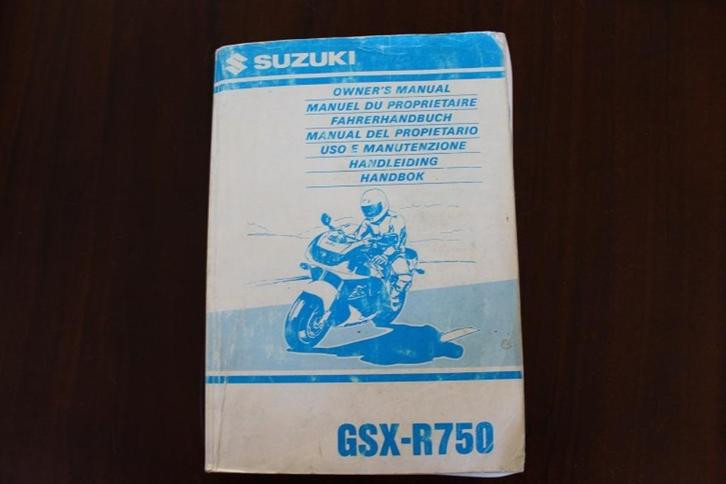 SUZUKI
OWNER'S MANUAL
MANUEL DU PROPRIETAIRE
FAHRERHANDBUCH
MANUAL DEL PROPIETARIO
USO E MANUTENZIONE
HANDLEIDING
HANDBOK
GSX-R750